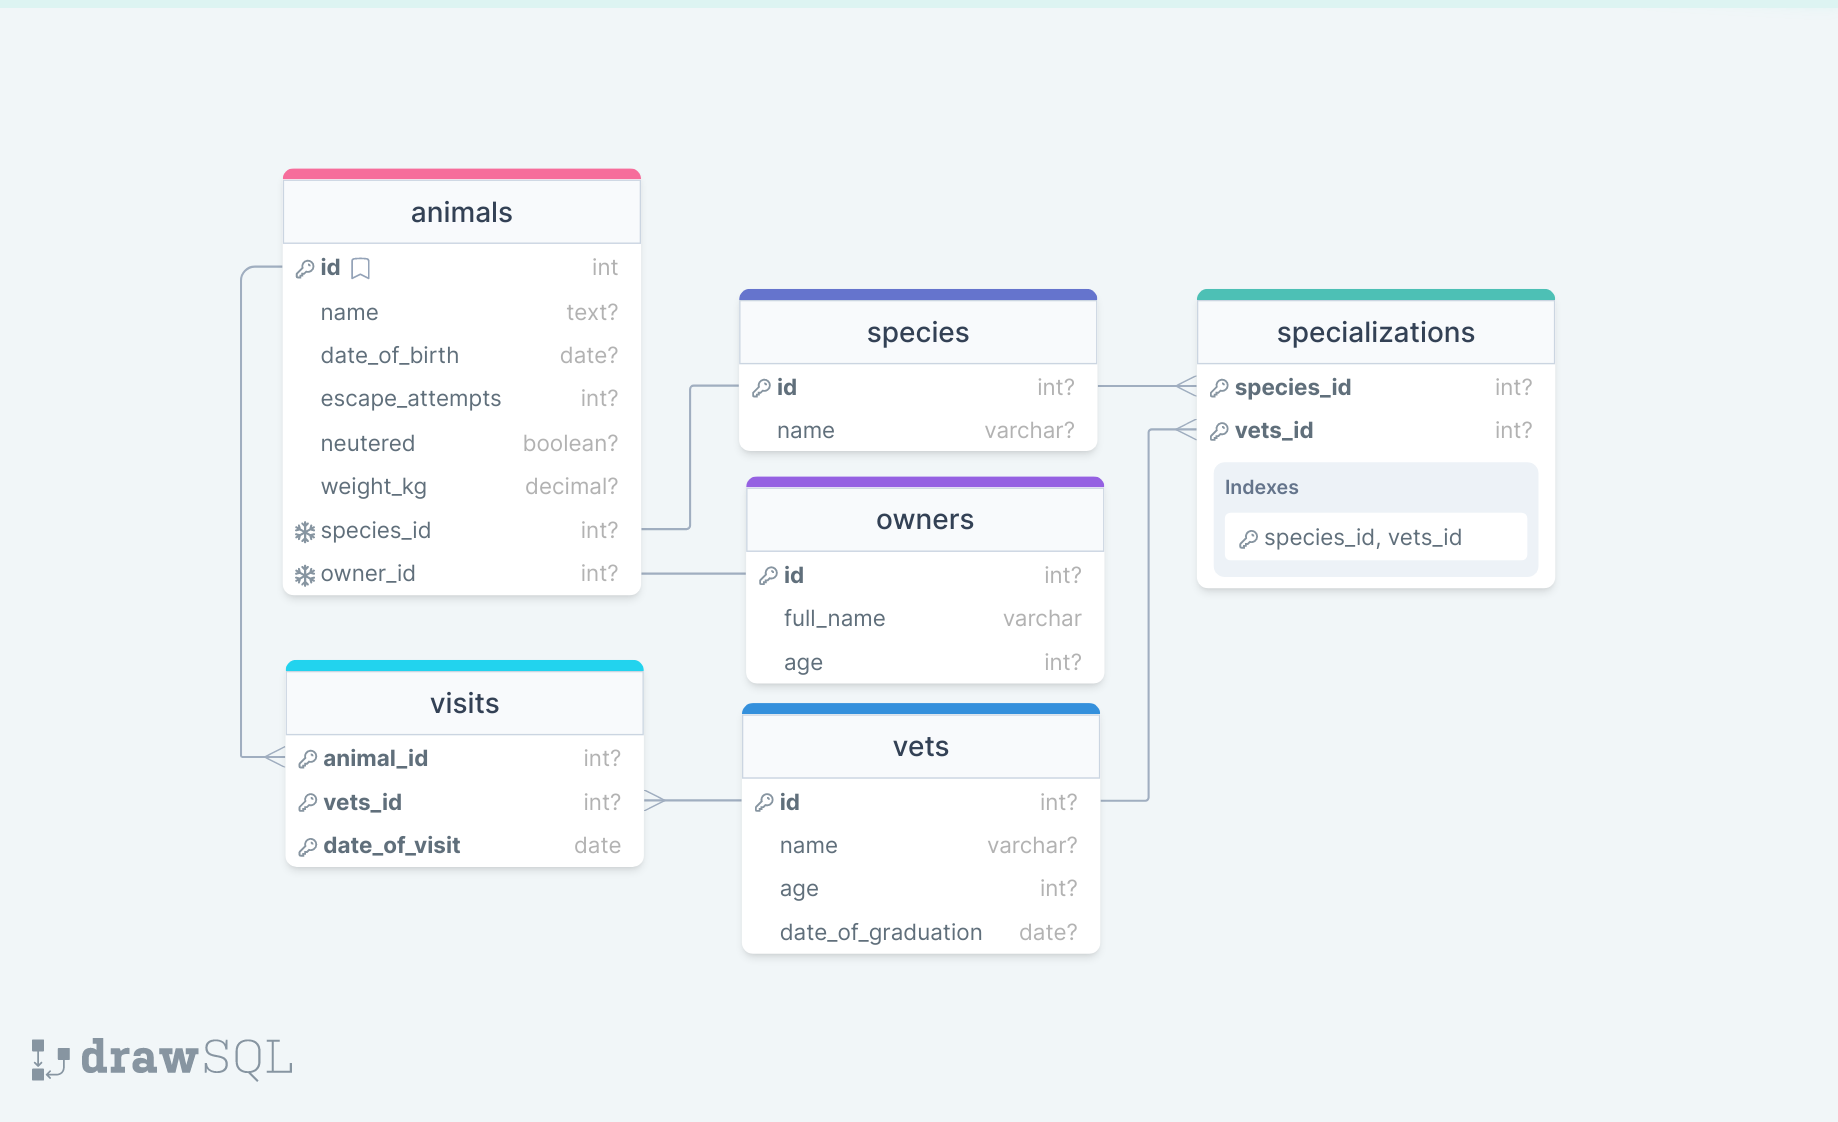 animals
id int
name text?
date_of_birth date?
escape_attempts int?
neutered boolean?
weight_kg decimal?
species_id int?
owner_id int?
species
id int?
name varchar?
specializations
species_id int?
vets_id int?
Indexes
species_id, vets_id
owners
id int?
full_name varchar
age int?
visits
animal_id int?
vets_id int?
date_of_visit date
vets
id int?
name varchar?
age int?
date_of_graduation date?
drawSQL